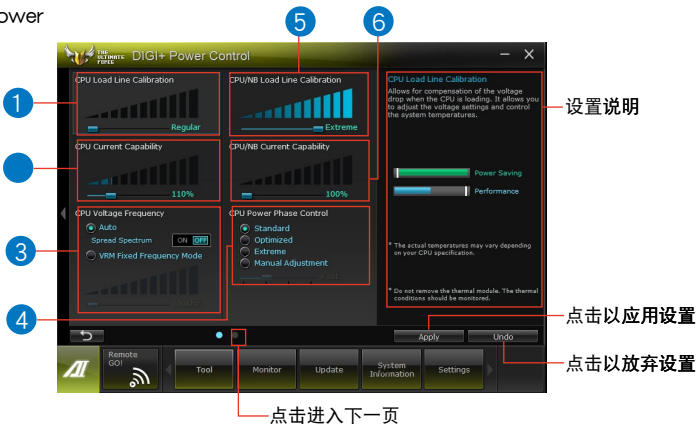 ower
5
6
THE ULTIMATE FORCE
DIGI+ Power Control
1
CPU Load Line Calibration
Regular
CPU/NB Load Line Calibration
Extreme
CPU Load Line Calibration
Allows for compensation of the voltage
drop when the CPU is loading. It allows you
to adjust the voltage settings and control
the system temperatures.
设置说明
CPU Current Capability
110%
CPU/NB Current Capability
100%
Power Saving
Performance
3
CPU Voltage Frequency
Auto
Spread Spectrum
ON OFF
VRM Fixed Frequency Mode
4
CPU Power Phase Control
Standard
Optimized
Extreme
Manual Adjustment
* The actual temperatures may vary depending
on your CPU specification.
* Do not remove the thermal module. The thermal
conditions should be monitored.
Apply
Undo
点击以应用设置
点击以放弃设置
AI
Remote
GO!
Tool
Monitor
Update
System
Information
Settings
点击进入下一页